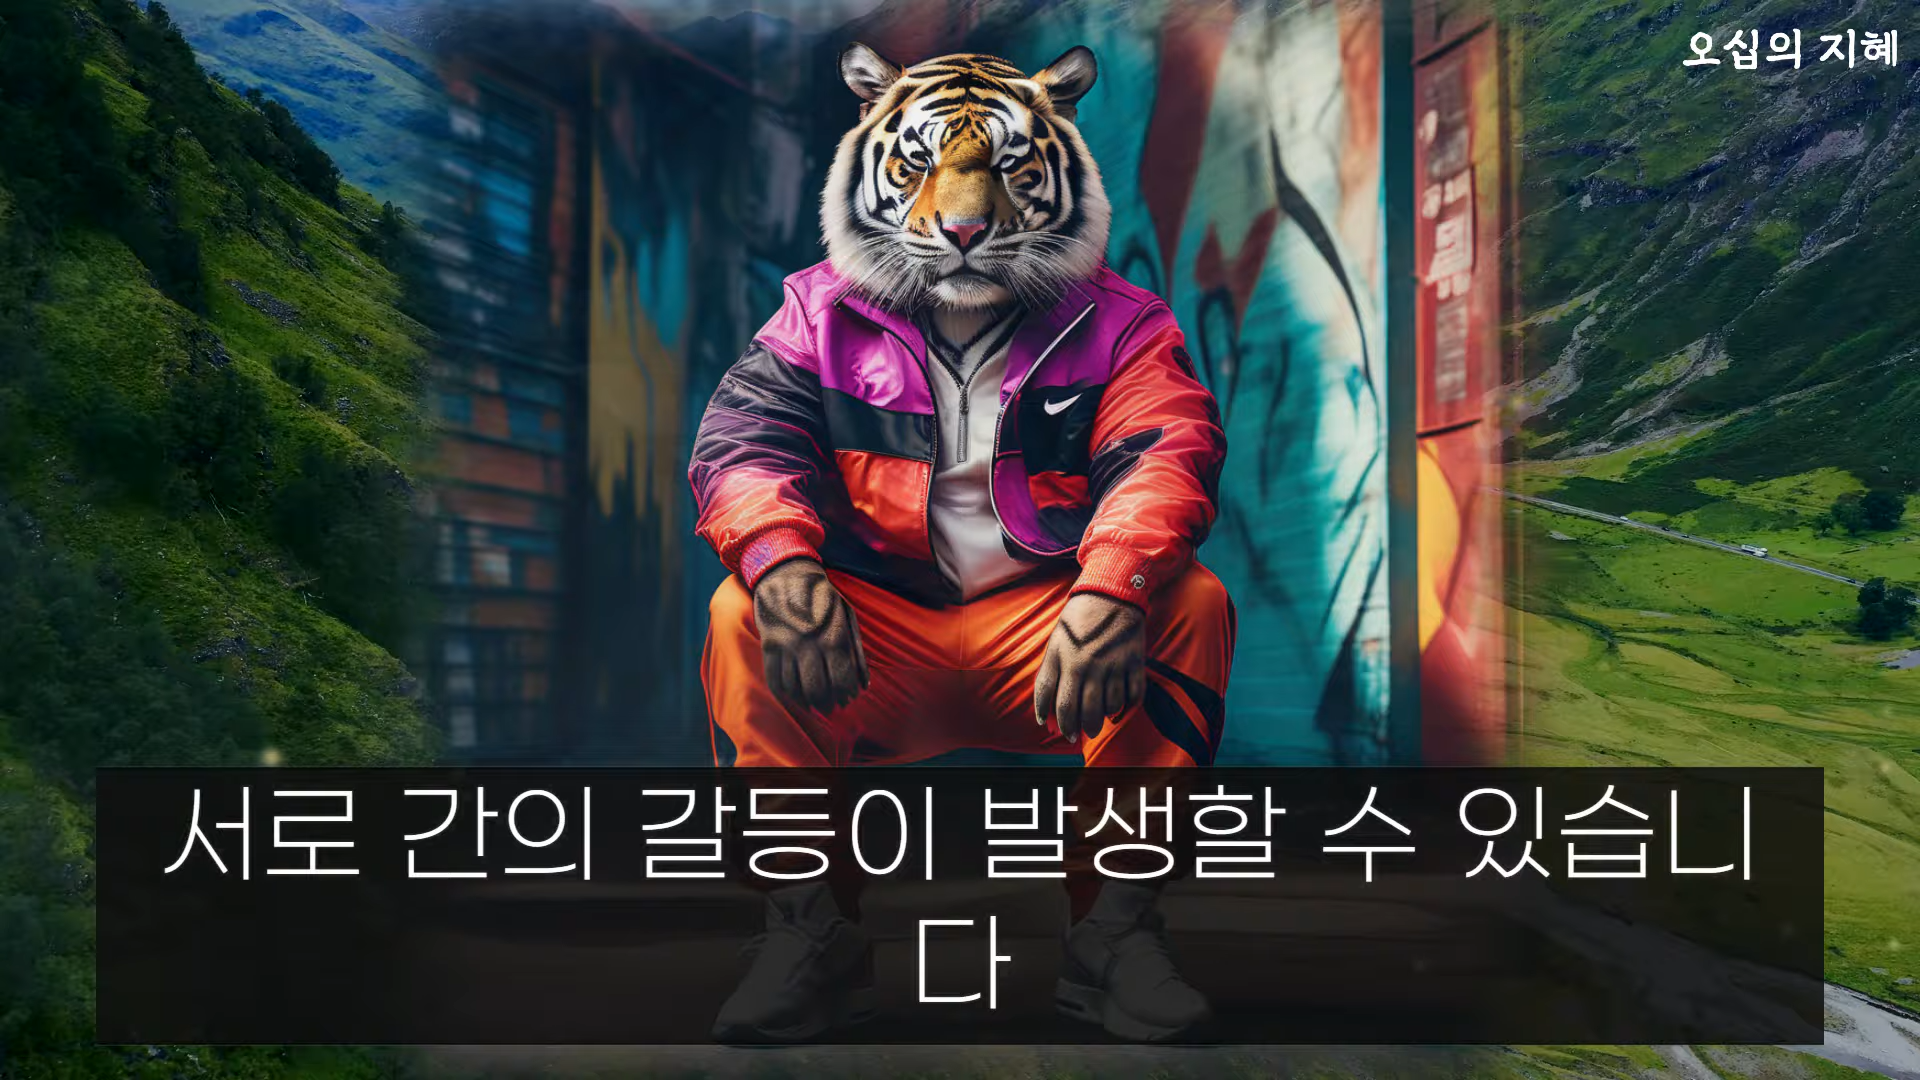 오십의 지혜
서로 간의 갈등이 발생할 수 있습니
다